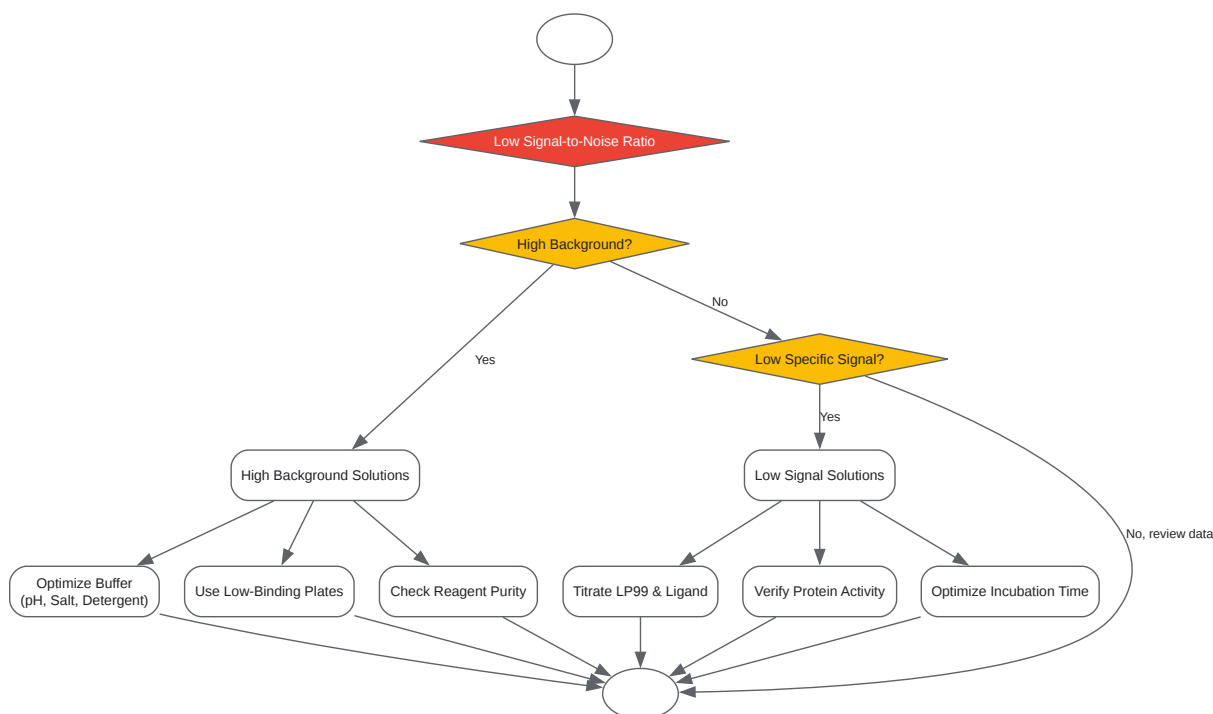 Low Signal-to-Noise Ratio
High Background?
No
Yes
Low Specific Signal?
Yes
High Background Solutions
Low Signal Solutions
No, review data
Optimize Buffer
(pH, Salt, Detergent)
Use Low-Binding Plates
Check Reagent Purity
Titrate LP99 & Ligand
Verify Protein Activity
Optimize Incubation Time